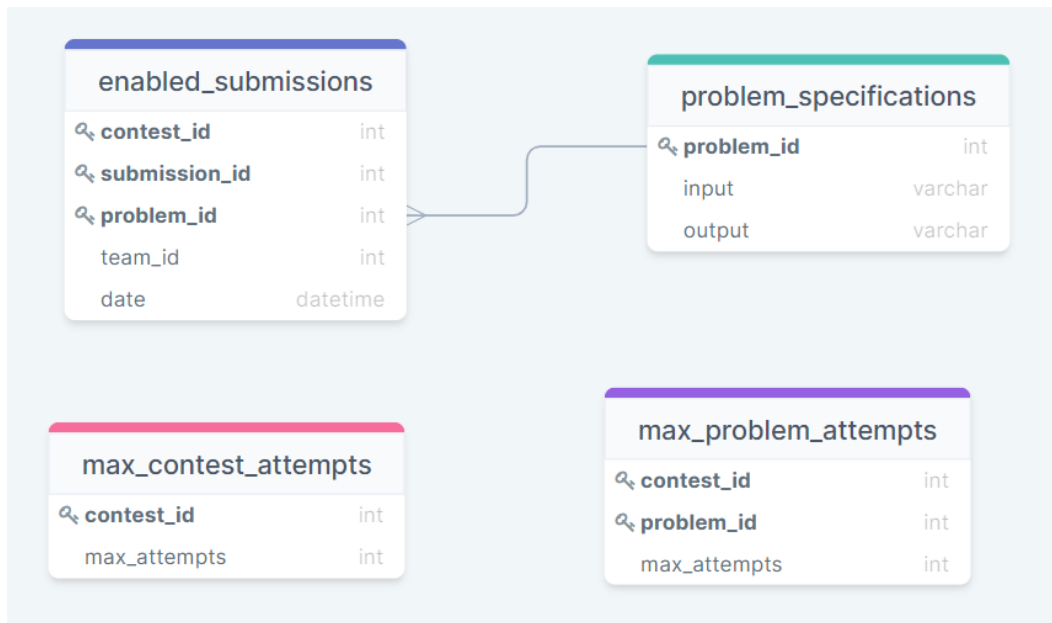 enabled_submissions
contest_id int
submission_id int
problem_id int
team_id int
date datetime
problem_specifications
problem_id int
input varchar
output varchar
max_contest_attempts
contest_id int
max_attempts int
max_problem_attempts
contest_id int
problem_id int
max_attempts int